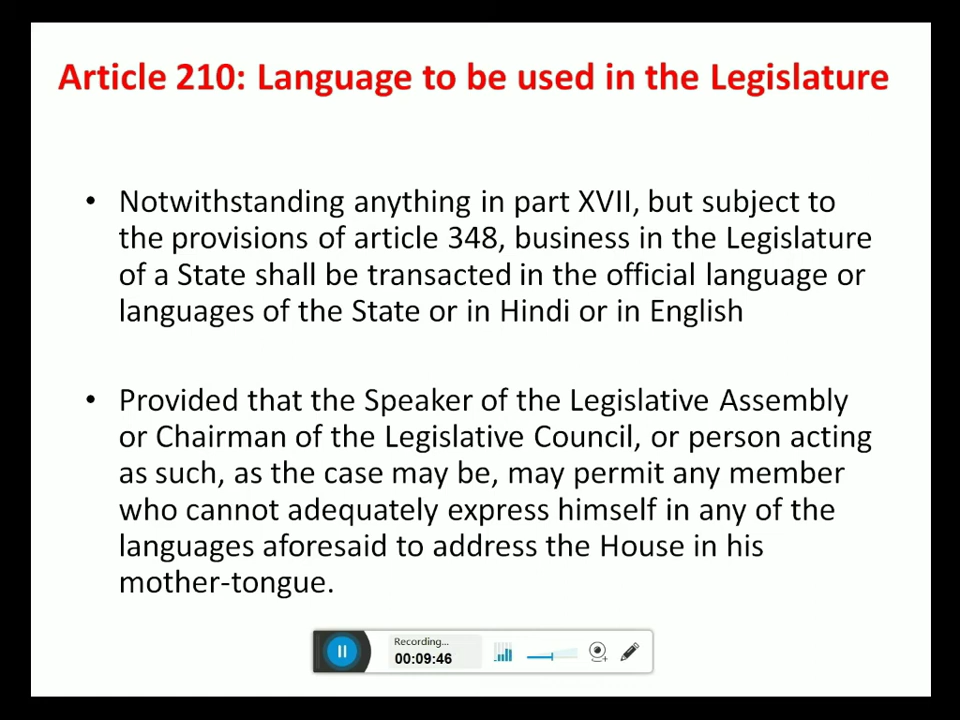 Article 210: Language to be used in the Legislature
• Notwithstanding anything in part XVII, but subject to
the provisions of article 348, business in the Legislature
of a State shall be transacted in the official language or
languages of the State or in Hindi or in English
• Provided that the Speaker of the Legislative Assembly
or Chairman of the Legislative Council, or person acting
as such, as the case may be, may permit any member
who cannot adequately express himself in any of the
languages aforesaid to address the House in his
mother-tongue.
Recording...
00:09:46